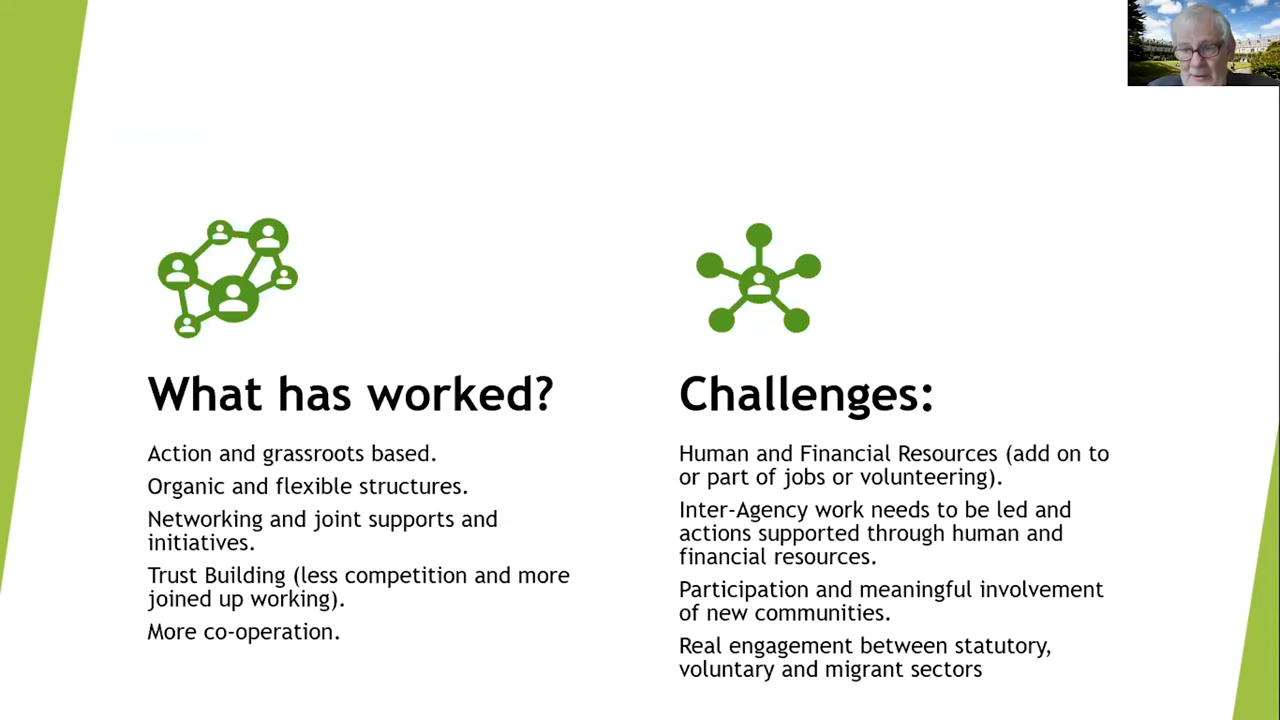 What has worked?
Action and grassroots based.
Organic and flexible structures.
Networking and joint supports and
initiatives.
Trust Building (less competition and more
joined up working).
More co-operation.
Challenges:
Human and Financial Resources (add on to
or part of jobs or volunteering).
Inter-Agency work needs to be led and
actions supported through human and
financial resources.
Participation and meaningful involvement
of new communities.
Real engagement between statutory,
voluntary and migrant sectors